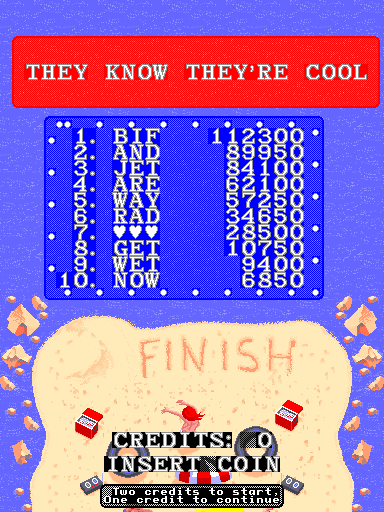 THEY KNOW THEY'RE COOL
1. BIF 112300
2. AND 89950
3. JET 84100
4. ARE 62100
5. WAY 57250
6. RAD 34650
7. ♥♥♥ 28500
8. GET 10750
9. WET 9400
10. NOW 6850
FINISH
CREDITS: 0
INSERT COIN
00 00
Two credits to start,
One credit to continue